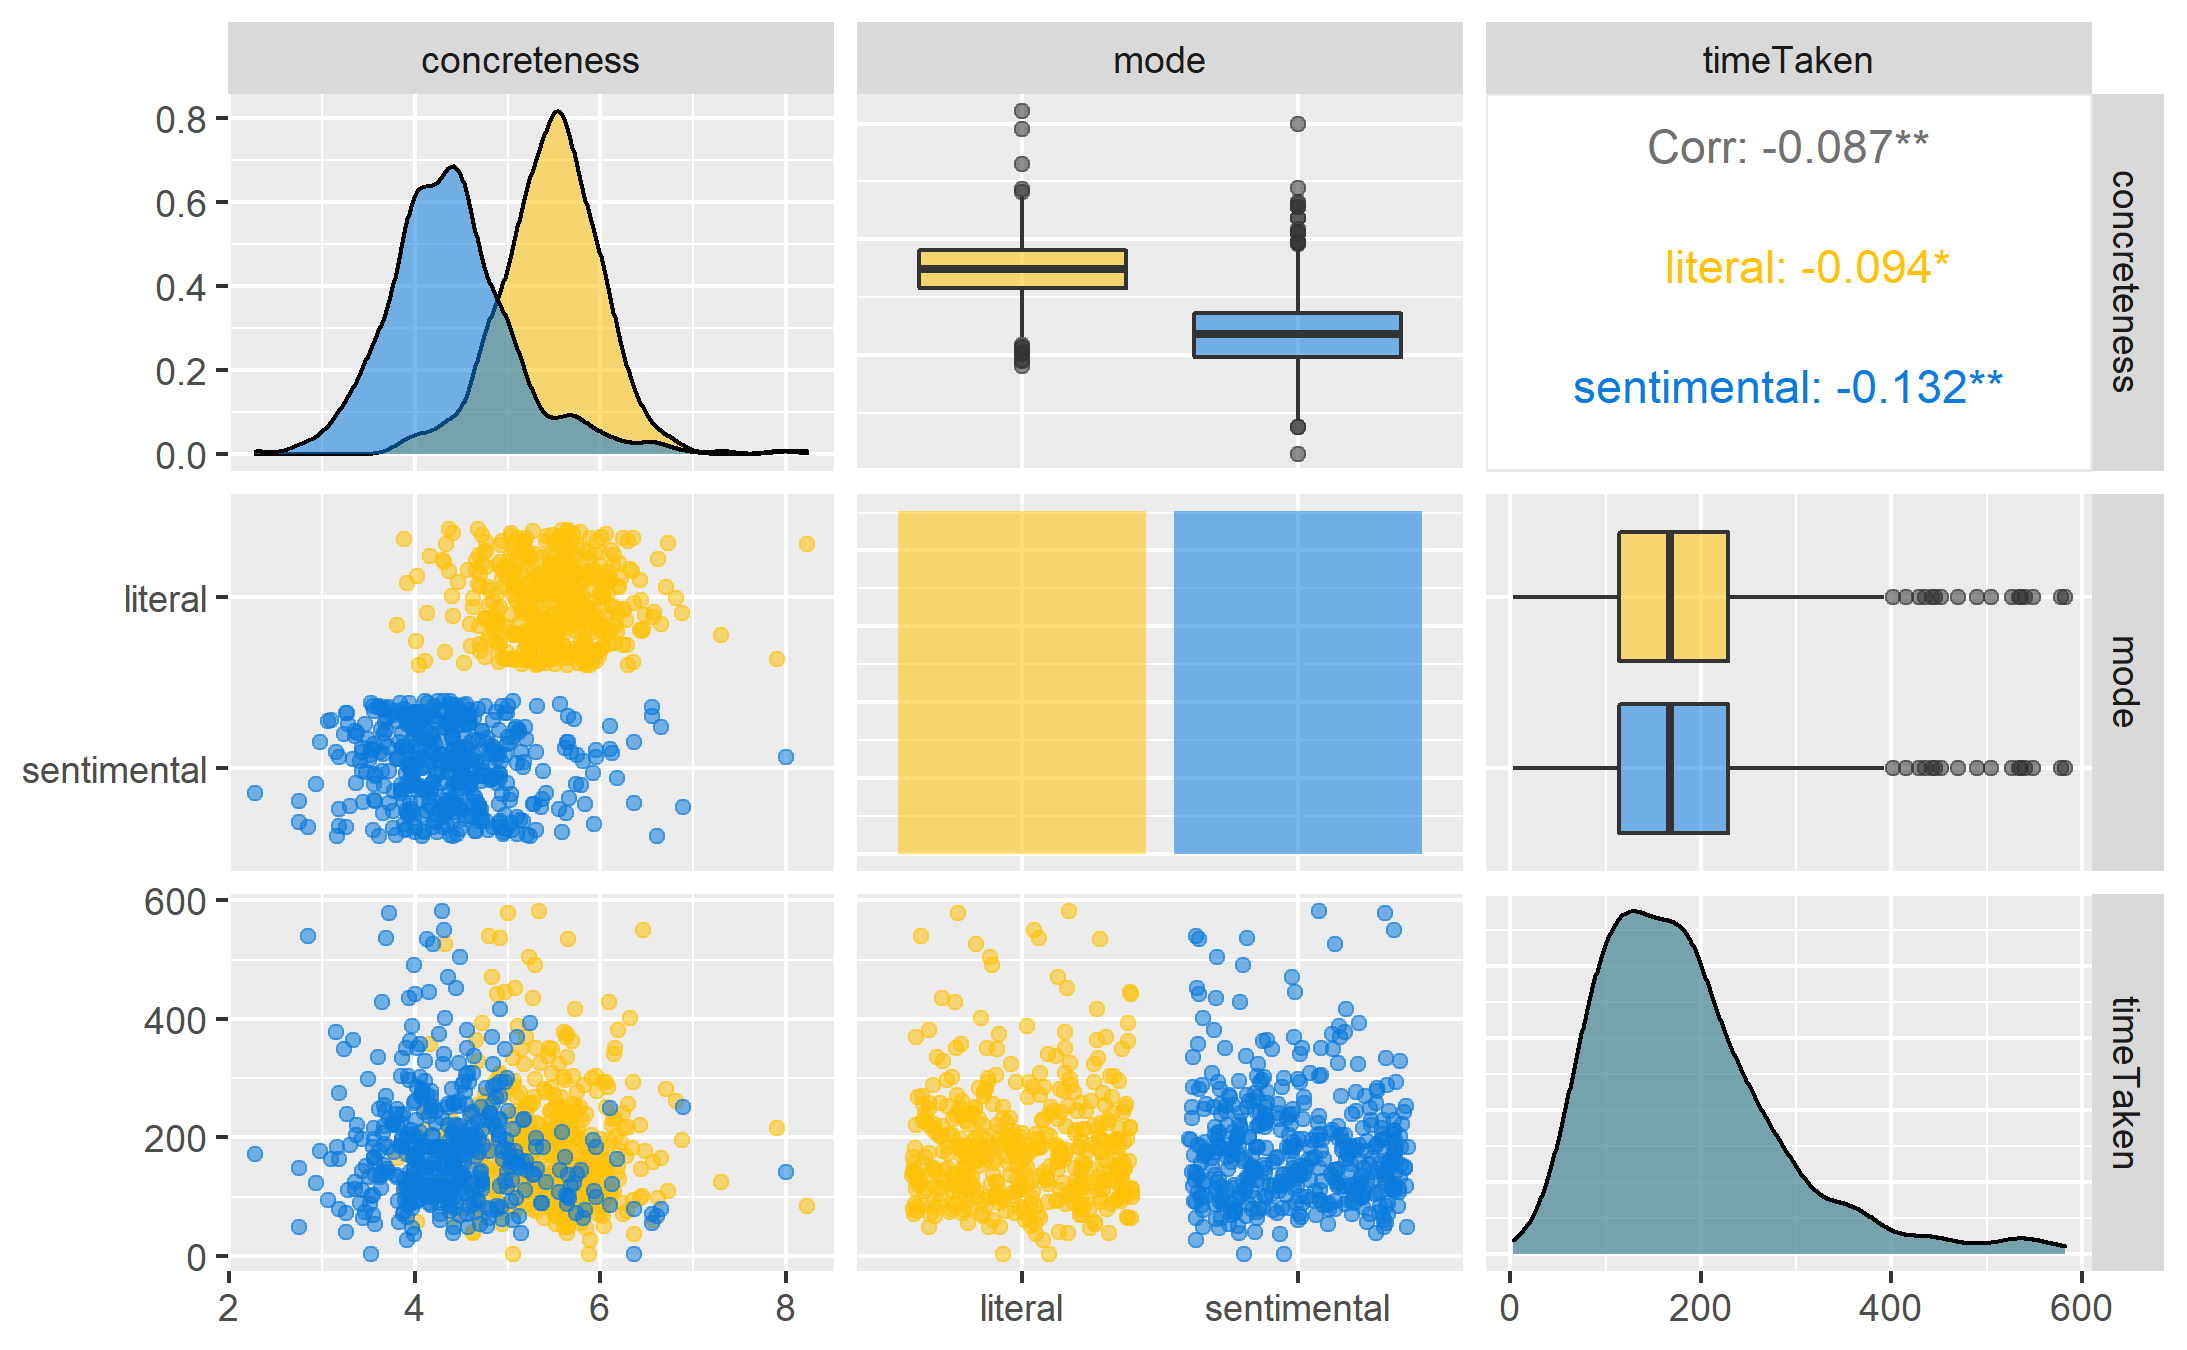 concreteness
mode
timeTaken
0.8
0.6
0.4
0.2
0.0
Corr: -0.087**
literal: -0.094*
sentimental: -0.132**
concreteness
literal
sentimental
mode
600
400
200
0
timeTaken
2
4
6
8
literal
sentimental
0
200
400
600